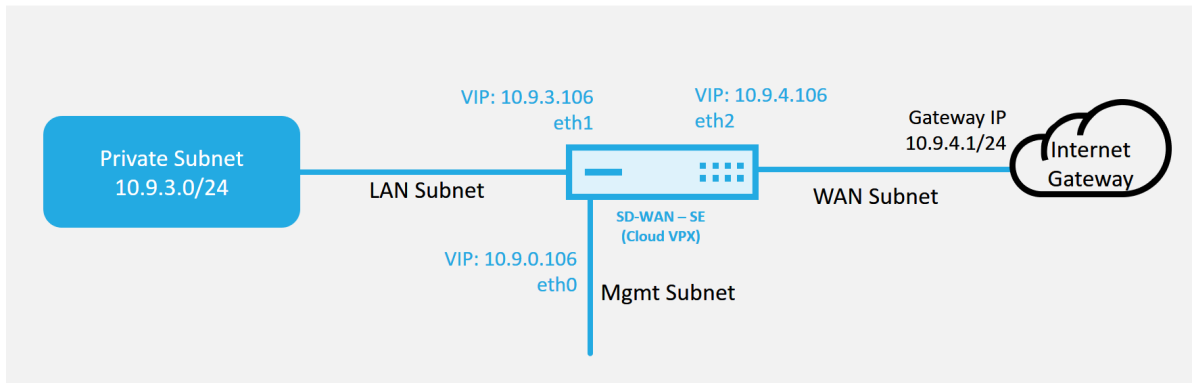 VIP: 10.9.3.106
eth1
VIP: 10.9.4.106
eth2
Gateway IP
10.9.4.1/24
Private Subnet
10.9.3.0/24
LAN Subnet
WAN Subnet
Internet
Gateway
SD-WAN – SE
(Cloud VPX)
VIP: 10.9.0.106
eth0
Mgmt Subnet